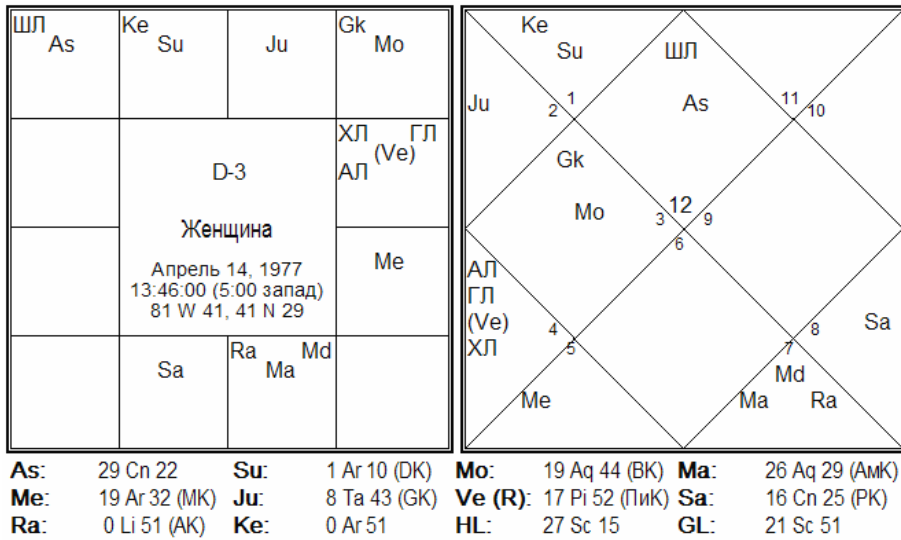 ШЛ
As
Ke
Su
Ju
Gk
Mo
ХЛ ГЛ
(Ve)
АЛ
D-3
Женщина
Апрель 14, 1977
13:46:00 (5:00 запад)
81 W 41, 41 N 29
Me
Sa
Ra Md
Ma
Ke
Su
ШЛ
As
Ju
2 1
11
10
Gk
Mo
3 12 9
6
АЛ
ГЛ
(Ve)
ХЛ
4
5
8
7
Sa
Me
Md
Ma Ra
As: 29 Cn 22 Su: 1 Ar 10 (DK) Mo: 19 Aq 44 (BK) Ma: 26 Aq 29 (АмК)
Me: 19 Ar 32 (MK) Ju: 8 Ta 43 (GK) Ve (R): 17 Pi 52 (ПиК) Sa: 16 Cn 25 (PK)
Ra: 0 Li 51 (AK) Ke: 0 Ar 51 HL: 27 Sc 15 GL: 21 Sc 51